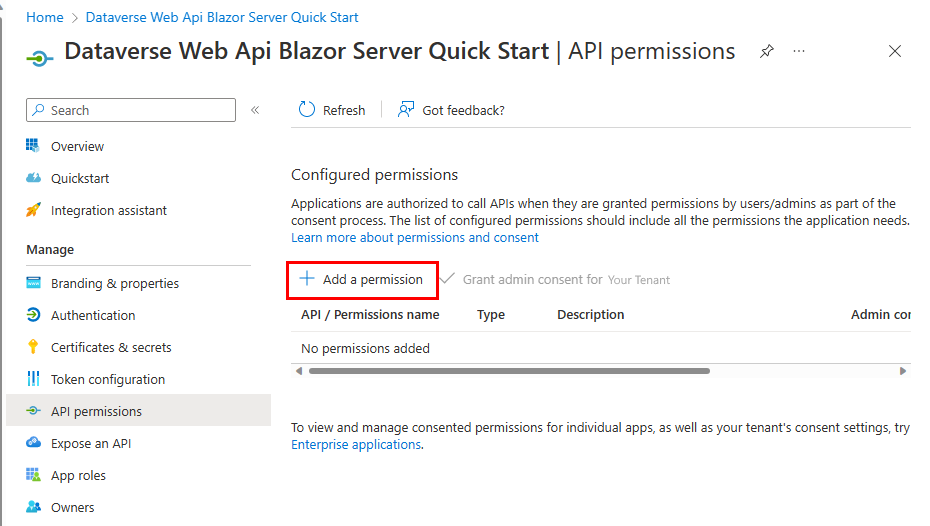 Home > Dataverse Web Api Blazor Server Quick Start
Dataverse Web Api Blazor Server Quick Start | API permissions
Search
Overview
Quickstart
Integration assistant
Manage
Branding & properties
Authentication
Certificates & secrets
Token configuration
API permissions
Expose an API
App roles
Owners
Refresh
Got feedback?
Configured permissions
Applications are authorized to call APIs when they are granted permissions by users/admins as part of the
consent process. The list of configured permissions should include all the permissions the application needs.
Learn more about permissions and consent
Add a permission Grant admin consent for Your Tenant
API / Permissions name Type Description Admin cor
No permissions added
To view and manage consented permissions for individual apps, as well as your tenant's consent settings, try
Enterprise applications.